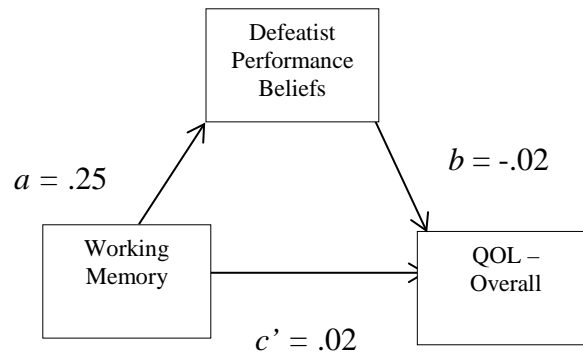 Defeatist
Performance
Beliefs
a = .25
b = -.02
Working
Memory
QOL –
Overall
c’ = .02